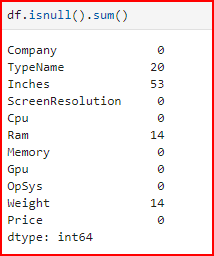 df.isnull().sum()
Company 0
TypeName 20
Inches 53
ScreenResolution 0
Cpu 0
Ram 14
Memory 0
Gpu 0
OpSys 0
Weight 14
Price 0
dtype: int64